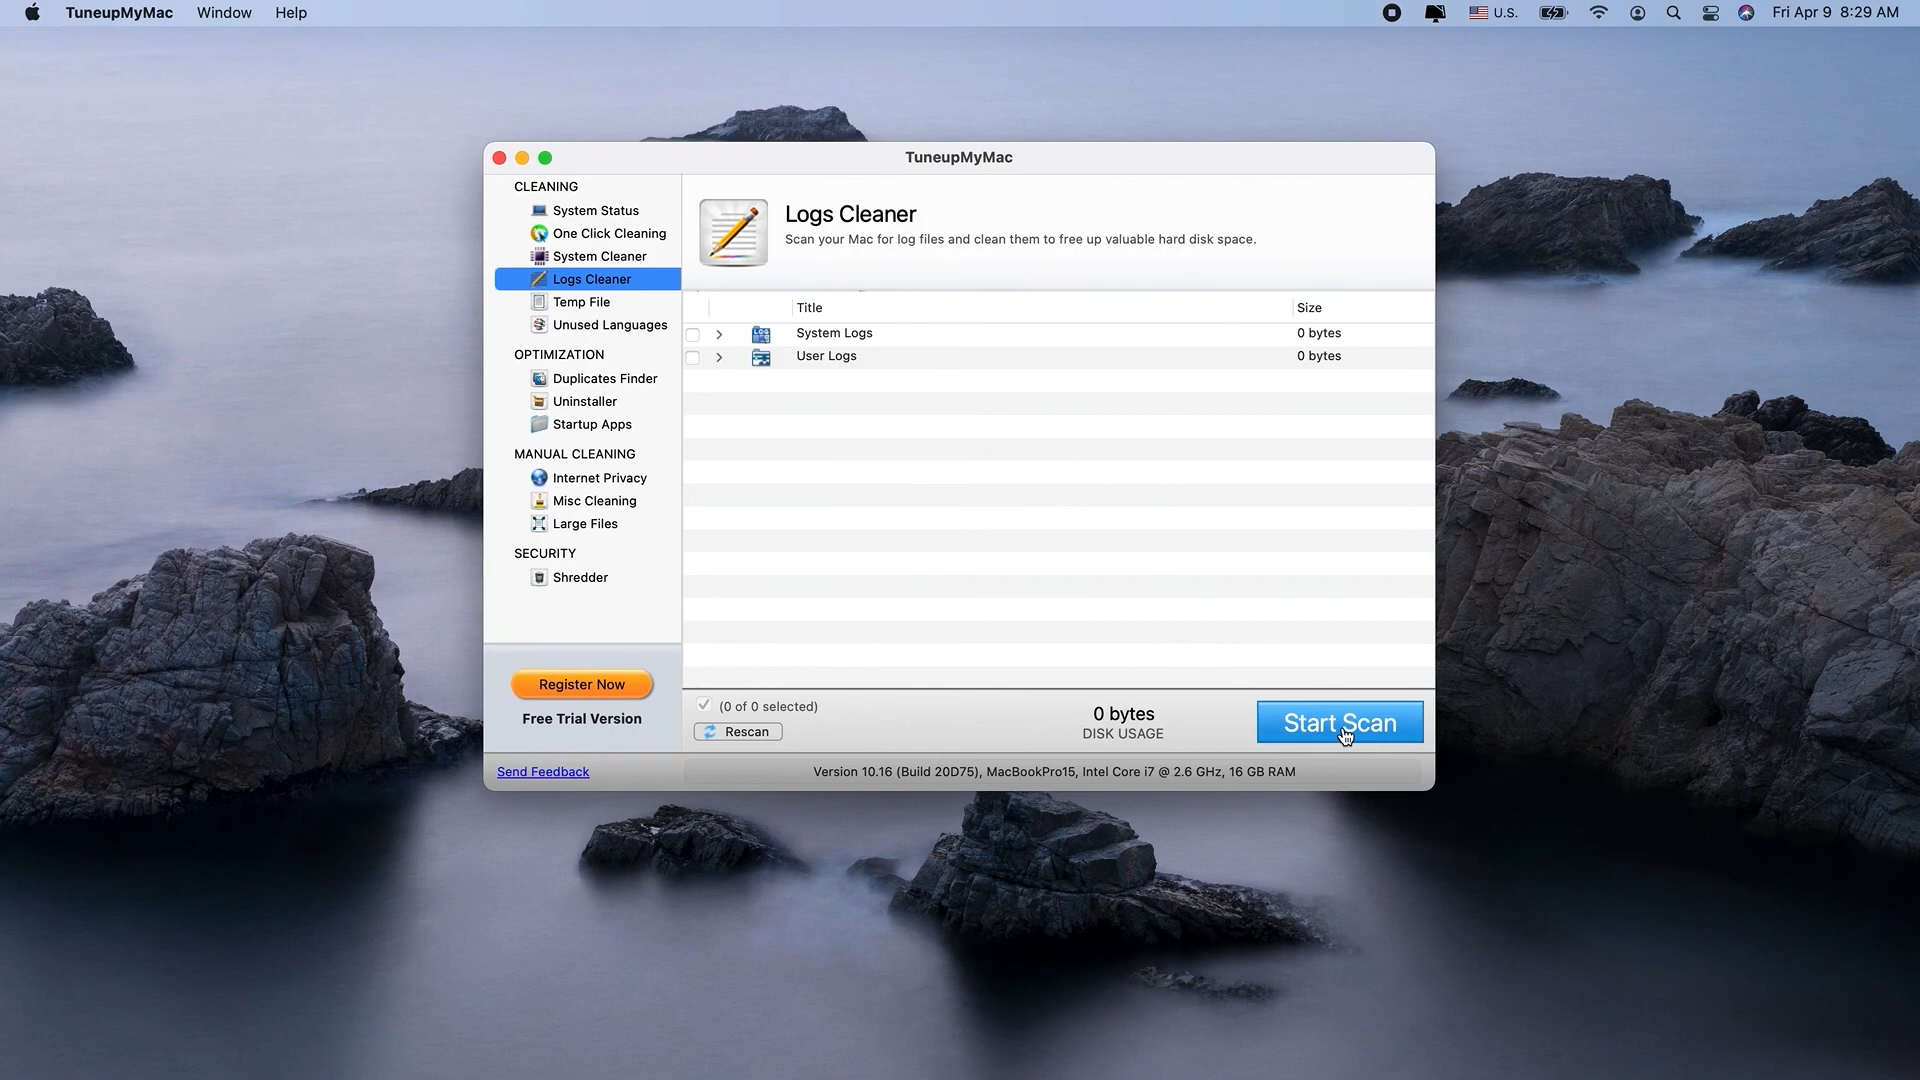 TuneupMyMac Window Help U.S. Fri Apr 9 8:29 AM
TuneupMyMac
CLEANING
System Status
One Click Cleaning
System Cleaner
Logs Cleaner
Temp File
Unused Languages
OPTIMIZATION
Duplicates Finder
Uninstaller
Startup Apps
MANUAL CLEANING
Internet Privacy
Misc Cleaning
Large Files
SECURITY
Shredder
Register Now
Free Trial Version
Send Feedback
Logs Cleaner
Scan your Mac for log files and clean them to free up valuable hard disk space.
Title Size
LOG System Logs 0 bytes
User Logs 0 bytes
(0 of 0 selected)
Rescan
0 bytes
DISK USAGE
Start Scan
Version 10.16 (Build 20D75), MacBookPro15, Intel Core i7 @ 2.6 GHz, 16 GB RAM